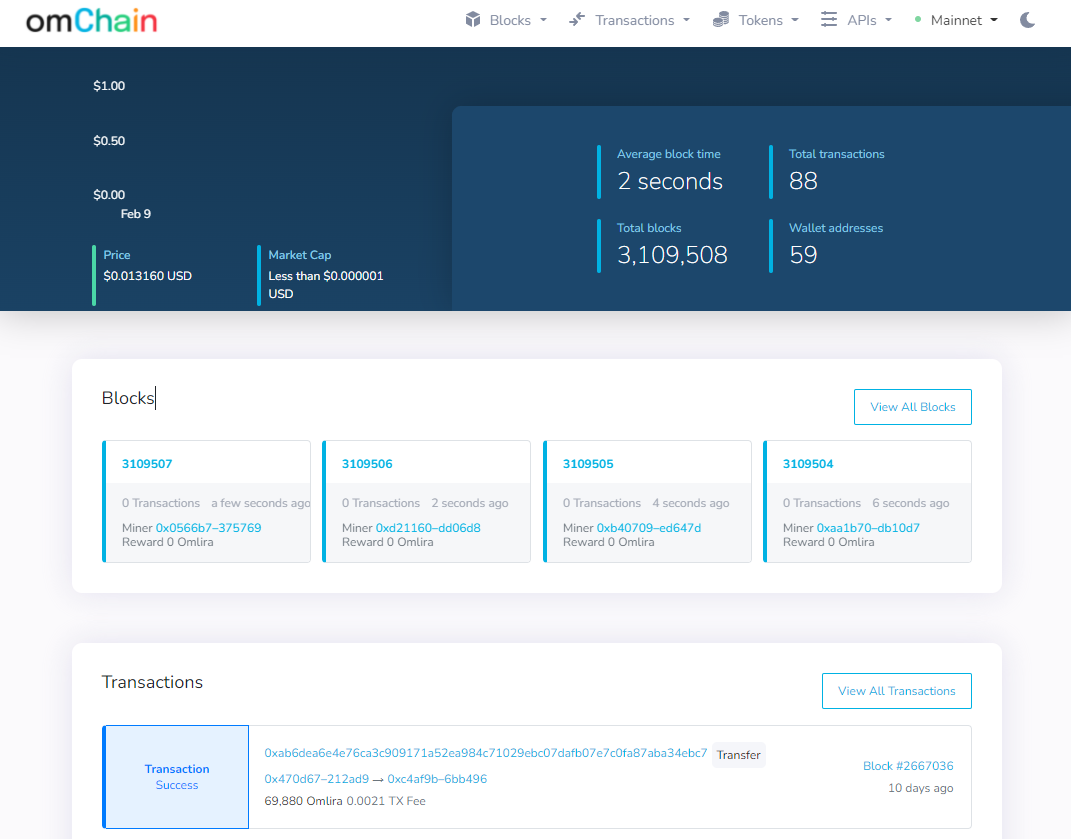 omChain
Blocks
Transactions
Tokens
APIs
Mainnet
$1.00
$0.50
$0.00
Feb 9
Price
$0.013160 USD
Market Cap
Less than $0.000001
USD
Average block time
2 seconds
Total transactions
88
Total blocks
3,109,508
Wallet addresses
59
Blocks
View All Blocks
3109507
0 Transactions a few seconds ago
Miner 0x0566b7–375769
Reward 0 Omlira
3109506
0 Transactions 2 seconds ago
Miner 0xd21160–dd06d8
Reward 0 Omlira
3109505
0 Transactions 4 seconds ago
Miner 0xb40709–ed647d
Reward 0 Omlira
3109504
0 Transactions 6 seconds ago
Miner 0xaa1b70–db10d7
Reward 0 Omlira
Transactions
View All Transactions
Transaction
Success
0xab6dea6e4e76ca3c909171a52ea984c71029ebc07dafb07e7c0fa87aba34ebc7 Transfer
0x470d67–212ad9 → 0xc4af9b–6bb496
69,880 Omlira 0.0021 TX Fee
Block #2667036
10 days ago